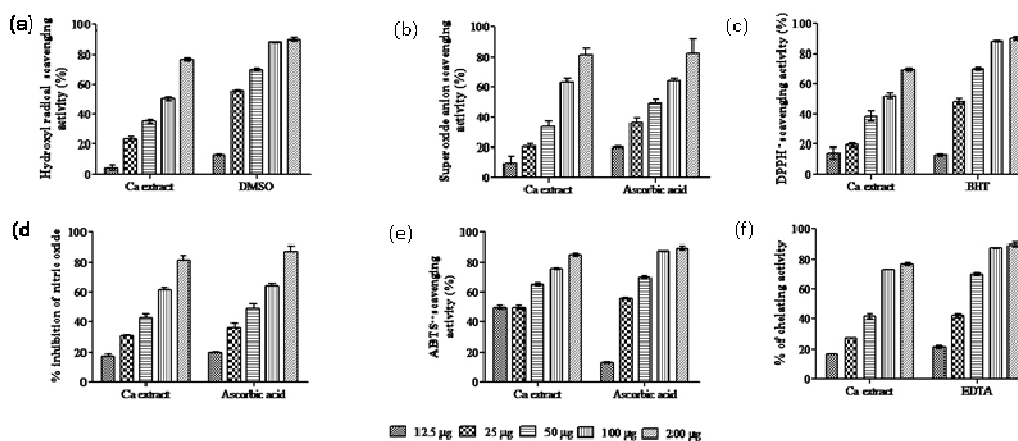 (a)
Hydroxyl radical scavenging
activity (%)
100
80
60
40
20
0
Ca extract DMSO
(b)
Super oxide anion scavenging
activity (%)
100
80
60
40
20
0
Ca extract Ascorbic acid
(c)
DPPH• scavenging activity (%)
100
80
60
40
20
0
Ca extract BHT
(d
% inhibition of nitric oxide
100
80
60
40
20
0
Ca extract Ascorbic acid
(e)
ABTS•+ scavenging
activity (%)
100
80
60
40
20
0
Ca extract Ascorbic acid
(f)
% of chelating activity
100
80
60
40
20
0
Ca extract EDTA
12.5 µg 25 µg 50 µg 100 µg 200 µg